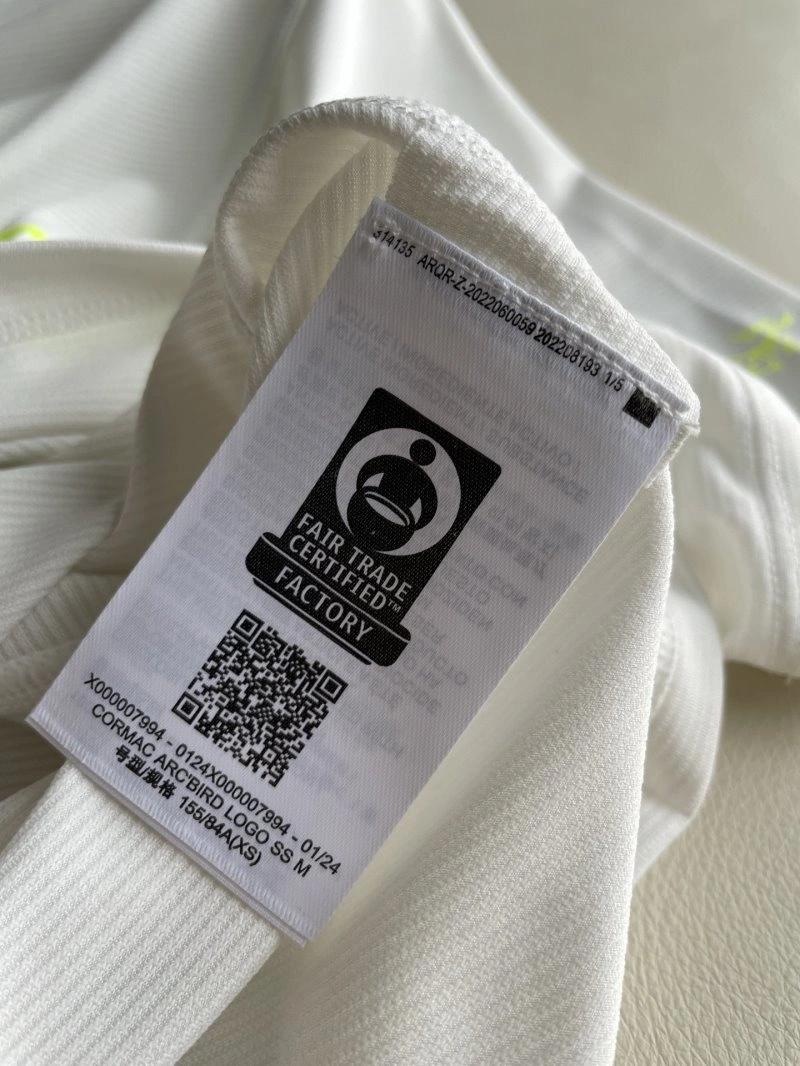 314135 ARQR-Z-2022060059 202208193 1/5
FAIR TRADE
CERTIFIED™
FACTORY
X000007994 - 0124X000007994 - 01/24
CORMAC ARC'BIRD LOGO SS M
号型/规格 155/84A(XS)